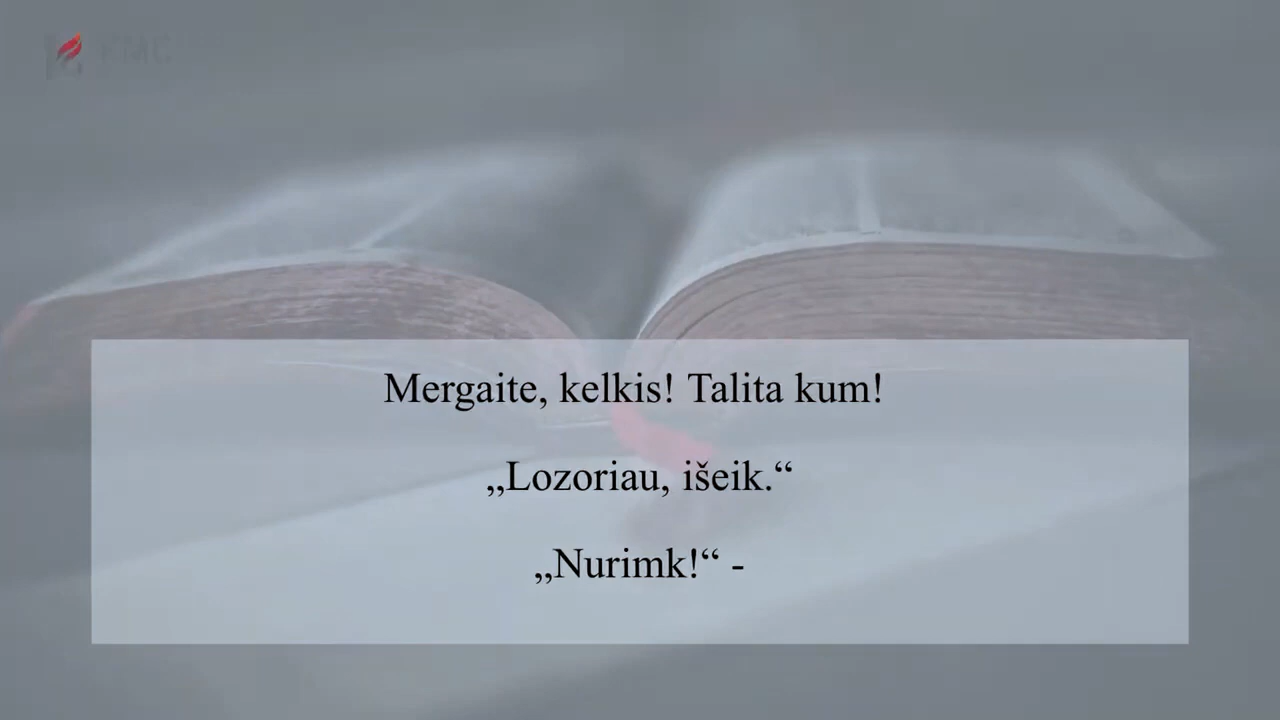 Mergaite, kelkis! Talita kum!
„Lozoriau, išeik.“
„Nurimk!“ -